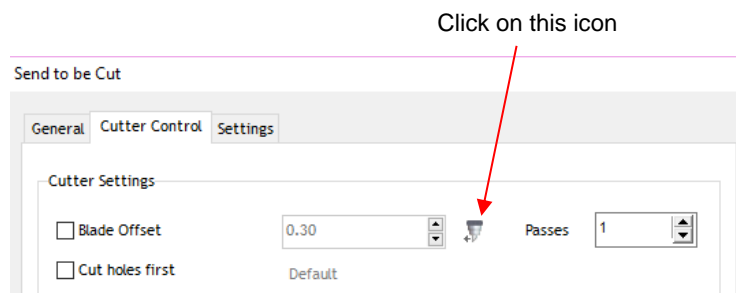 Click on this icon
Send to be Cut
General Cutter Control Settings
Cutter Settings
Blade Offset 0.30 Passes 1
Cut holes first Default